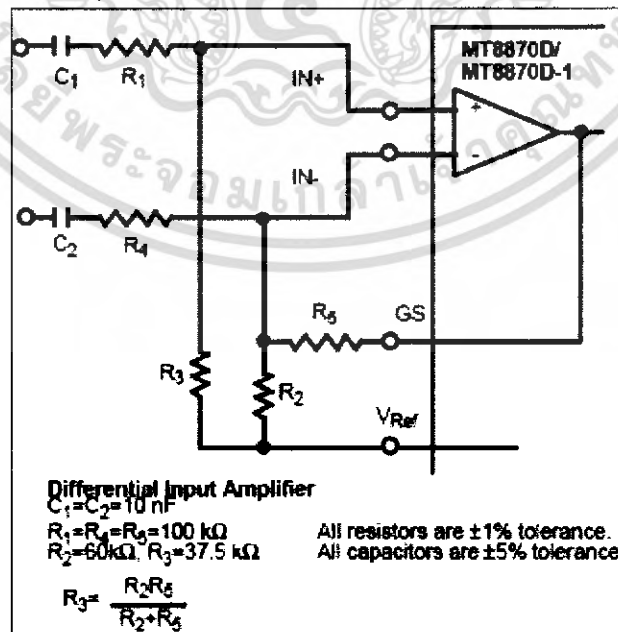 MT8870D/
MT8870D-1
C₁
R₁
IN+
+
-
IN-
C₂
R₄
R₅
GS
R₃
R₂
V_Ref
Differential Input Amplifier
C₁=C₂=10 nF
R₁=R₄=R₅=100 kΩ
All resistors are ±1% tolerance.
R₂=60kΩ, R₃=37.5 kΩ
All capacitors are ±5% tolerance
R₃= R₂R₅
R₂+R₅